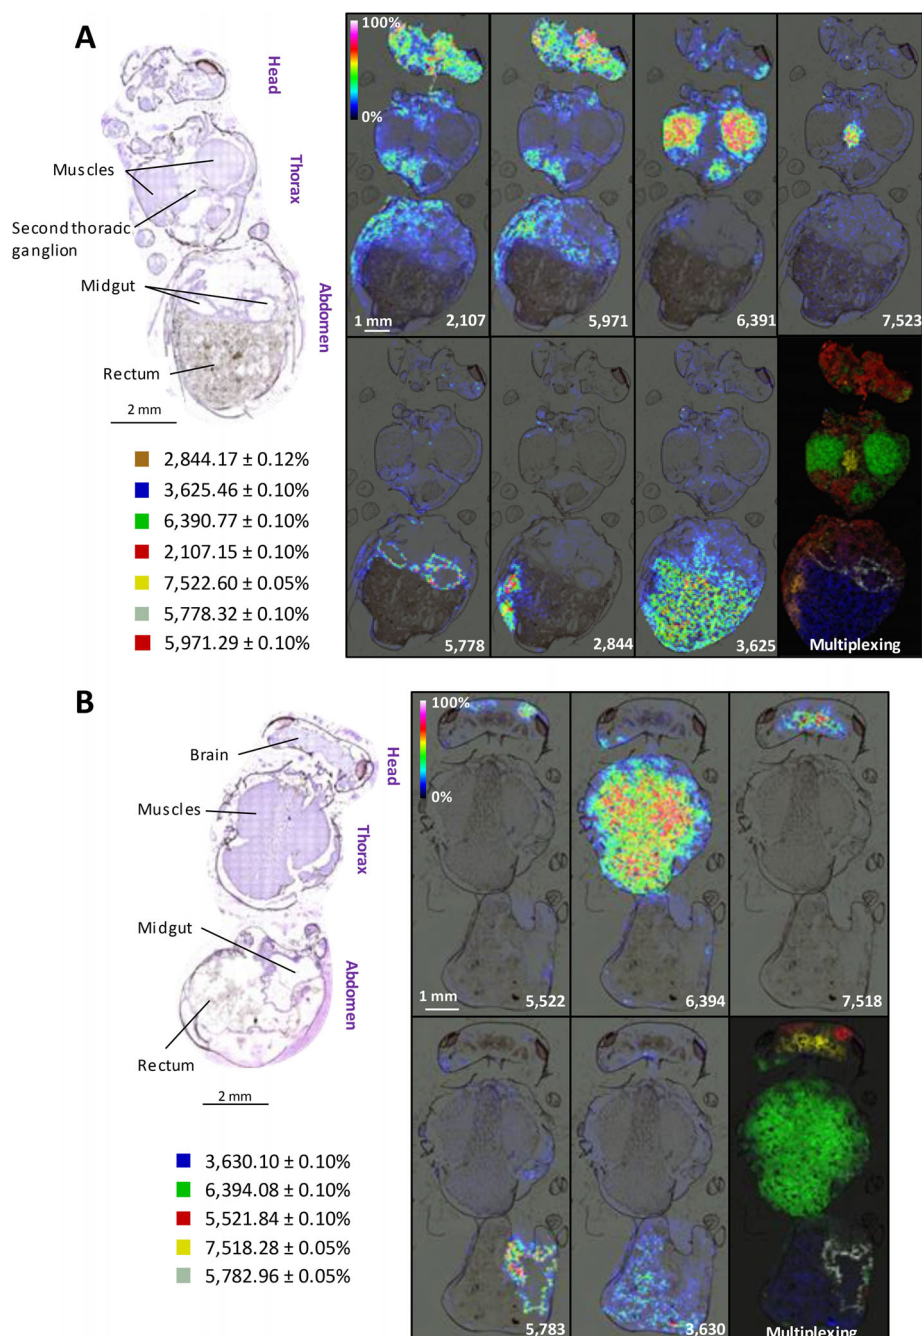 A
Head
Muscles
Thorax
Second thoracic
ganglion
Midgut
Abdomen
Rectum
2 mm
2,844.17 ± 0.12%
3,625.46 ± 0.10%
6,390.77 ± 0.10%
2,107.15 ± 0.10%
7,522.60 ± 0.05%
5,778.32 ± 0.10%
5,971.29 ± 0.10%
100%
0%
1 mm
2,107
5,971
6,391
7,523
5,778
2,844
3,625
Multiplexing
B
Brain
Head
Muscles
Thorax
Midgut
Abdomen
Rectum
2 mm
3,630.10 ± 0.10%
6,394.08 ± 0.10%
5,521.84 ± 0.10%
7,518.28 ± 0.05%
5,782.96 ± 0.05%
100%
0%
1 mm
5,522
6,394
7,518
5,783
3,630
Multiplexing